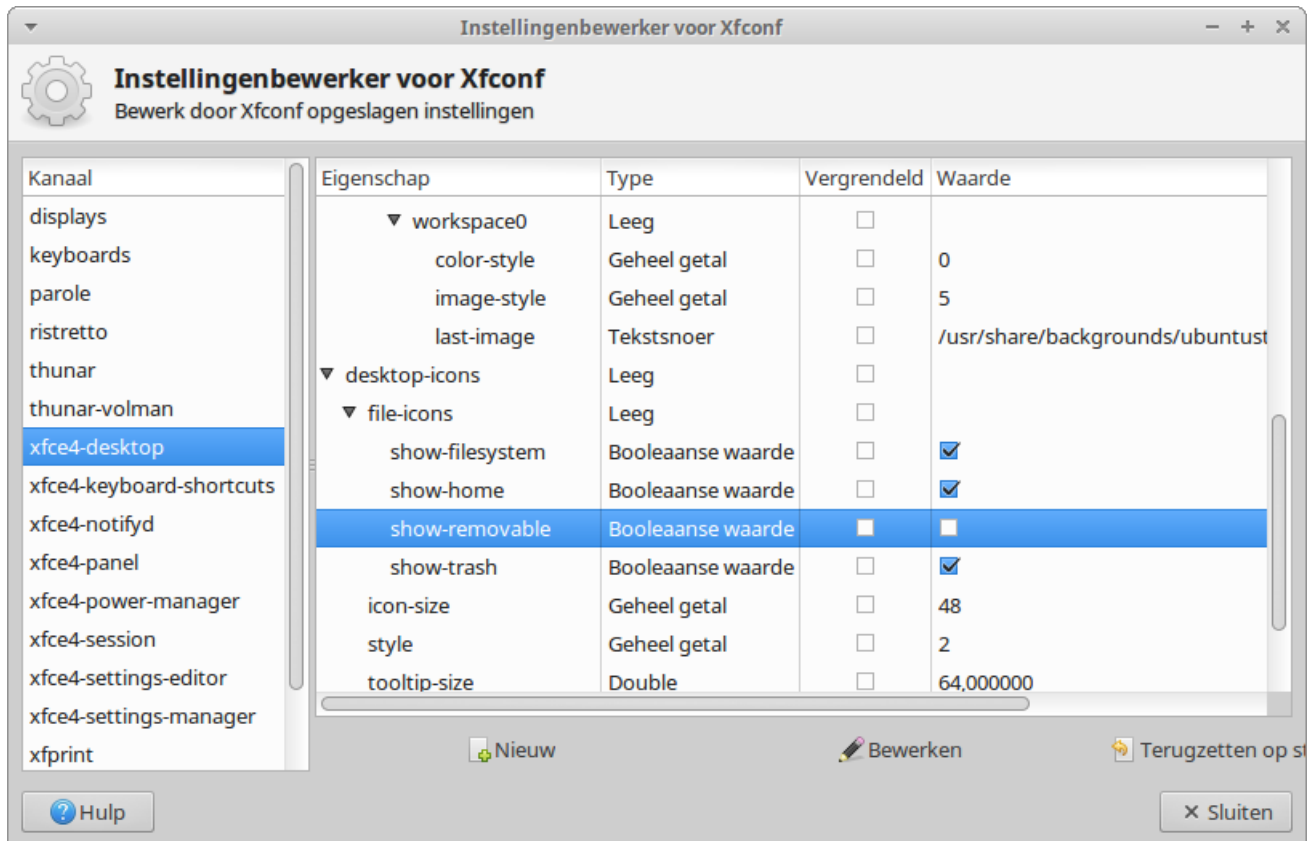 Instellingenbewerker voor Xfconf
Instellingenbewerker voor Xfconf
Bewerk door Xfconf opgeslagen instellingen
Kanaal
displays
keyboards
parole
ristretto
thunar
thunar-volman
xfce4-desktop
xfce4-keyboard-shortcuts
xfce4-notifyd
xfce4-panel
xfce4-power-manager
xfce4-session
xfce4-settings-editor
xfce4-settings-manager
xfprint
Eigenschap Type Vergrendeld Waarde
workspace0 Leeg
color-style Geheel getal 0
image-style Geheel getal 5
last-image Tekstsnoer /usr/share/backgrounds/ubuntust
desktop-icons Leeg
file-icons Leeg
show-filesystem Booleaanse waarde
show-home Booleaanse waarde
show-removable Booleaanse waarde
show-trash Booleaanse waarde
icon-size Geheel getal 48
style Geheel getal 2
tooltip-size Double 64,000000
Nieuw Bewerken Terugzetten op st
Hulp Sluiten